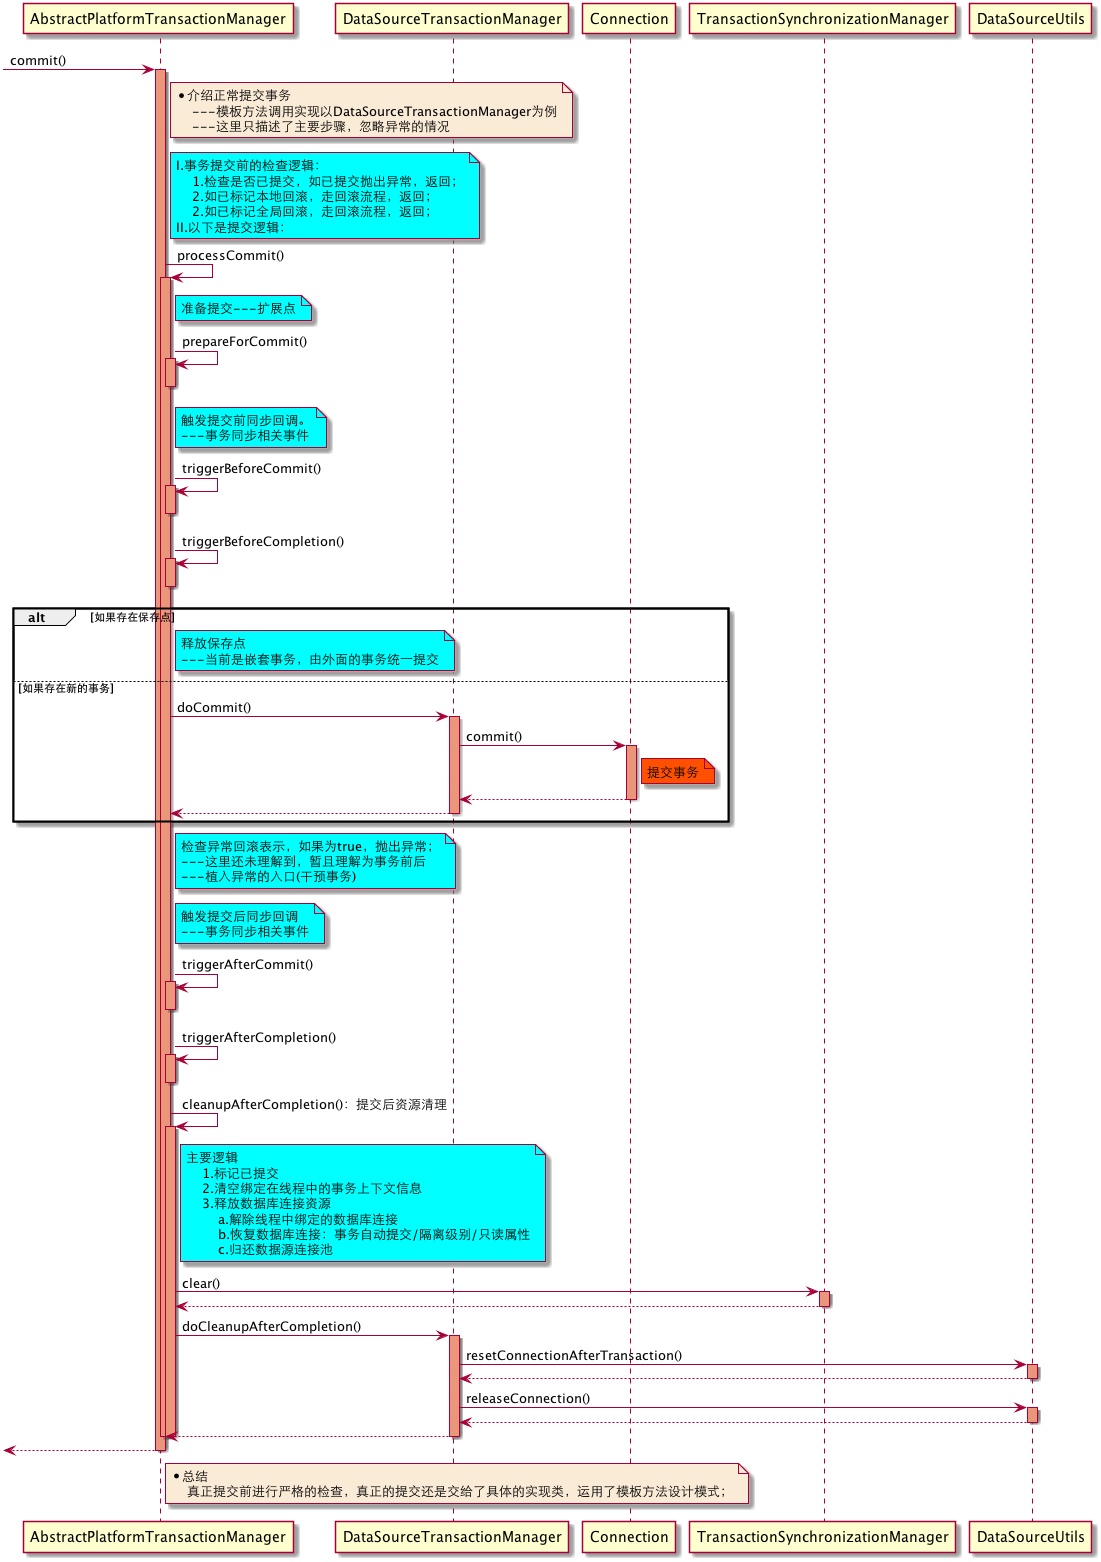 AbstractPlatformTransactionManager
DataSourceTransactionManager
Connection
TransactionSynchronizationManager
DataSourceUtils
commit()
•介绍正常提交事务
---模板方法调用实现以DataSourceTransactionManager为例
---这里只描述了主要步骤，忽略异常的情况
I.事务提交前的检查逻辑：
1.检查是否已提交，如已提交抛出异常，返回；
2.如已标记本地回滚，走回滚流程，返回；
2.如已标记全局回滚，走回滚流程，返回；
II.以下是提交逻辑：
processCommit()
准备提交---扩展点
prepareForCommit()
触发提交前同步回调。
---事务同步相关事件
triggerBeforeCommit()
triggerBeforeCompletion()
alt
[如果存在保存点]
释放保存点
---当前是嵌套事务，由外面的事务统一提交
[如果存在新的事务]
doCommit()
commit()
提交事务
检查异常回滚表示，如果为true，抛出异常；
---这里还未理解到，暂且理解为事务前后
---植入异常的入口(干预事务)
触发提交后同步回调
---事务同步相关事件
triggerAfterCommit()
triggerAfterCompletion()
cleanupAfterCompletion()：提交后资源清理
主要逻辑
1.标记已提交
2.清空绑定在线程中的事务上下文信息
3.释放数据库连接资源
a.解除线程中绑定的数据库连接
b.恢复数据库连接：事务自动提交/隔离级别/只读属性
c.归还数据源连接池
clear()
doCleanupAfterCompletion()
resetConnectionAfterTransaction()
releaseConnection()
•总结
真正提交前进行严格的检查，真正的提交还是交给了具体的实现类，运用了模板方法设计模式；
AbstractPlatformTransactionManager
DataSourceTransactionManager
Connection
TransactionSynchronizationManager
DataSourceUtils